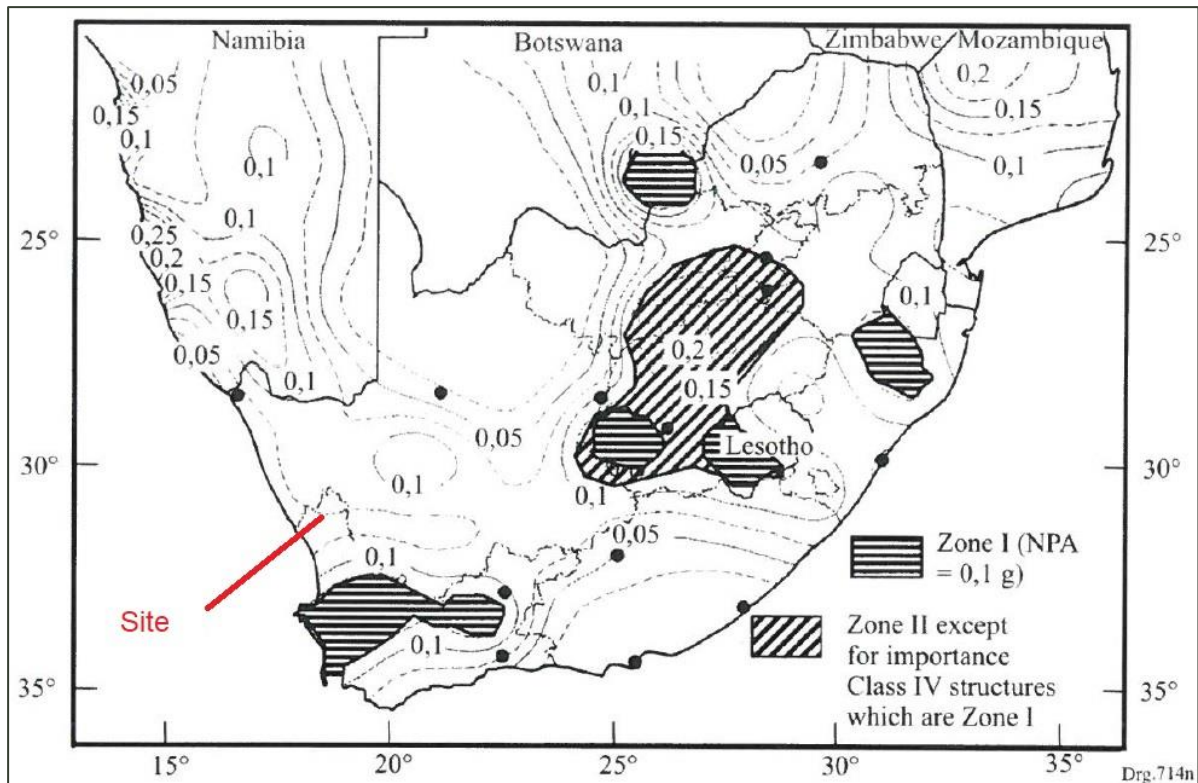 Namibia
Botswana
Zimbabwe
Mozambique
0,05
0,15
0,1
0,1
0,1
0,1
0,15
0,05
0,2
0,15
0,1
25°
25°
0,1
0,25
0,2
0,15
0,15
0,05
0,1
0,1
0,2
0,15
0,05
Lesotho
30°
30°
0,1
0,1
0,05
0,1
0,1
Site
Zone I (NPA
= 0,1 g)
Zone II except
for importance
Class IV structures
which are Zone I
35°
35°
15°
20°
25°
30°
35°
Drg.714n